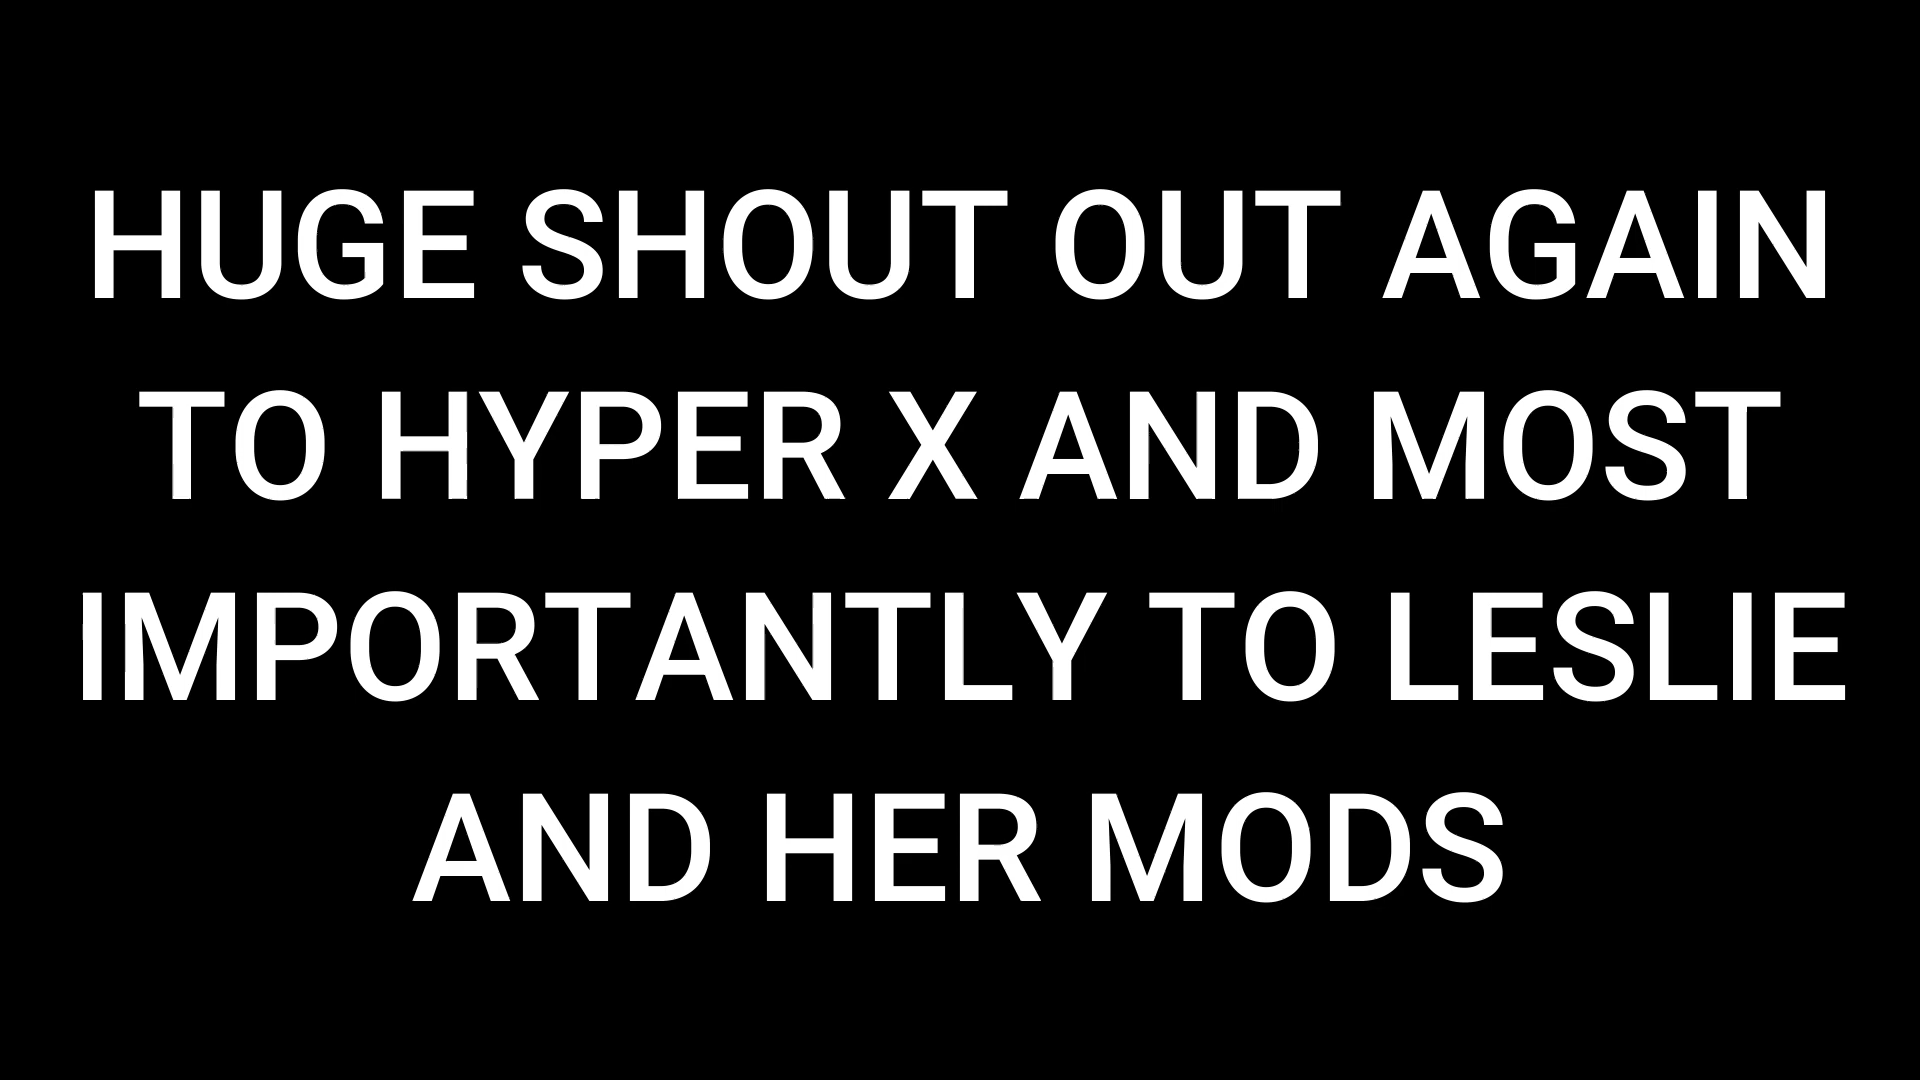 HUGE SHOUT OUT AGAIN
TO HYPER X AND MOST
IMPORTANTLY TO LESLIE
AND HER MODS